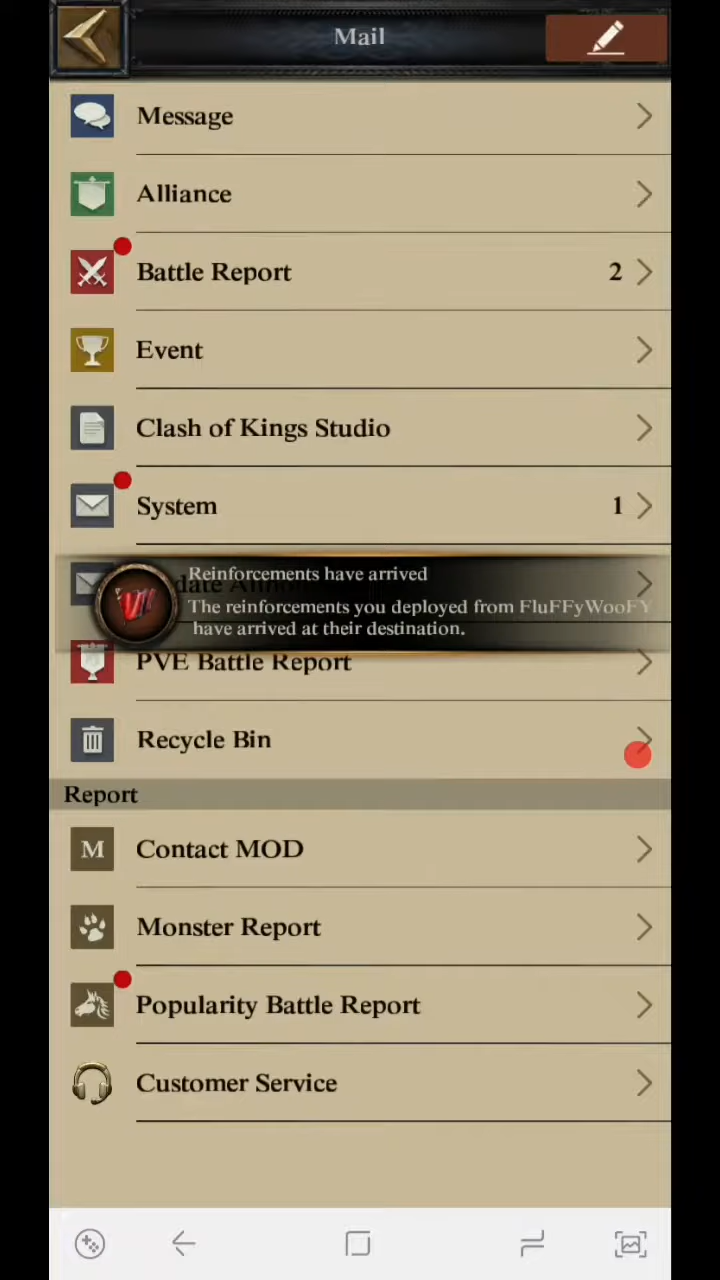 Mail
Message
Alliance
Battle Report 2
Event
Clash of Kings Studio
System 1
Reinforcements have arrived
The reinforcements you deployed from FluFFyWooFY
have arrived at their destination.
PVE Battle Report
Recycle Bin
Report
M Contact MOD
Monster Report
Popularity Battle Report
Customer Service